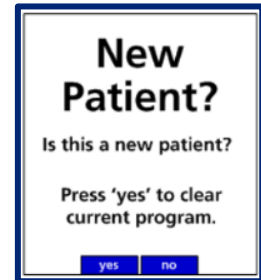 New
Patient?
Is this a new patient?
Press ‘yes’ to clear
current program.
yes no